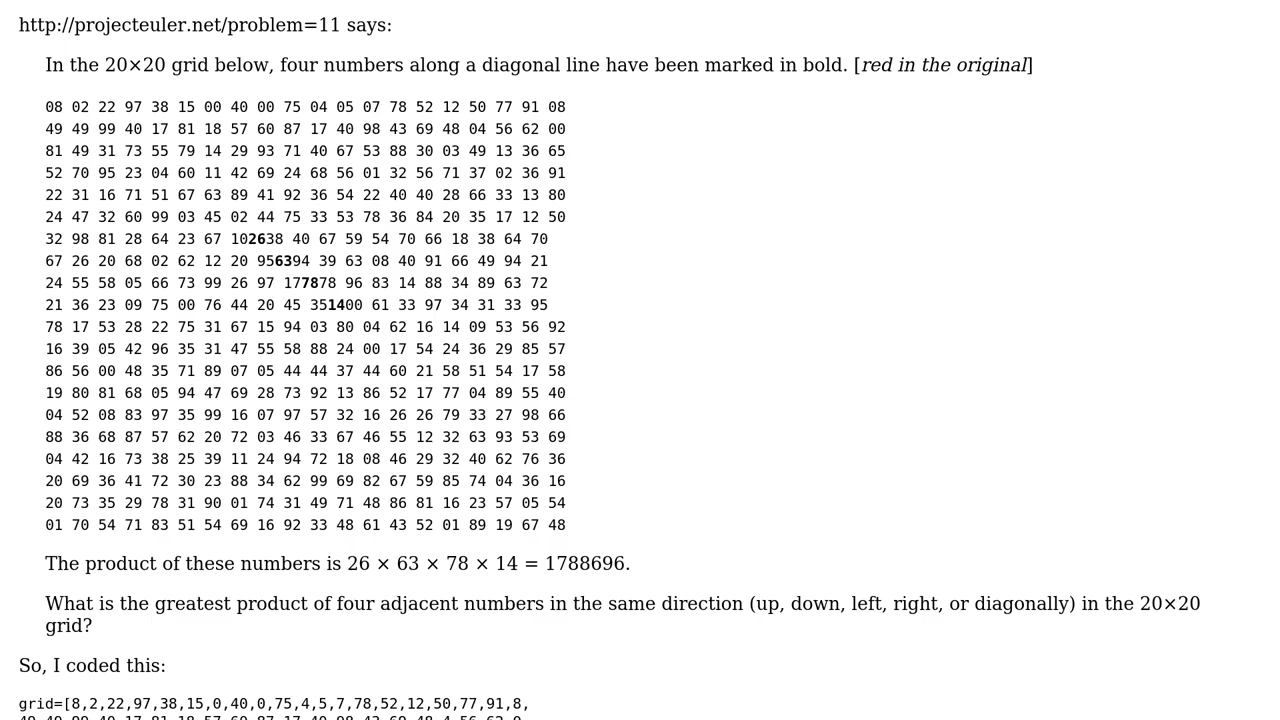 http://projecteuler.net/problem=11 says:
In the 20×20 grid below, four numbers along a diagonal line have been marked in bold. [red in the original]
08 02 22 97 38 15 00 40 00 75 04 05 07 78 52 12 50 77 91 08
49 49 99 40 17 81 18 57 60 87 17 40 98 43 69 48 04 56 62 00
81 49 31 73 55 79 14 29 93 71 40 67 53 88 30 03 49 13 36 65
52 70 95 23 04 60 11 42 69 24 68 56 01 32 56 71 37 02 36 91
22 31 16 71 51 67 63 89 41 92 36 54 22 40 40 28 66 33 13 80
24 47 32 60 99 03 45 02 44 75 33 53 78 36 84 20 35 17 12 50
32 98 81 28 64 23 67 102638 40 67 59 54 70 66 18 38 64 70
67 26 20 68 02 62 12 20 956394 39 63 08 40 91 66 49 94 21
24 55 58 05 66 73 99 26 97 177878 96 83 14 88 34 89 63 72
21 36 23 09 75 00 76 44 20 45 351400 61 33 97 34 31 33 95
78 17 53 28 22 75 31 67 15 94 03 80 04 62 16 14 09 53 56 92
16 39 05 42 96 35 31 47 55 58 88 24 00 17 54 24 36 29 85 57
86 56 00 48 35 71 89 07 05 44 44 37 44 60 21 58 51 54 17 58
19 80 81 68 05 94 47 69 28 73 92 13 86 52 17 77 04 89 55 40
04 52 08 83 97 35 99 16 07 97 57 32 16 26 26 79 33 27 98 66
88 36 68 87 57 62 20 72 03 46 33 67 46 55 12 32 63 93 53 69
04 42 16 73 38 25 39 11 24 94 72 18 08 46 29 32 40 62 76 36
20 69 36 41 72 30 23 88 34 62 99 69 82 67 59 85 74 04 36 16
20 73 35 29 78 31 90 01 74 31 49 71 48 86 81 16 23 57 05 54
01 70 54 71 83 51 54 69 16 92 33 48 61 43 52 01 89 19 67 48
The product of these numbers is 26 × 63 × 78 × 14 = 1788696.
What is the greatest product of four adjacent numbers in the same direction (up, down, left, right, or diagonally) in the 20×20
grid?
So, I coded this:
grid=[8,2,22,97,38,15,0,40,0,75,4,5,7,78,52,12,50,77,91,8,
49,49,99,40,17,81,18,57,60,87,17,40,98,43,69,48,4,56,62,0,